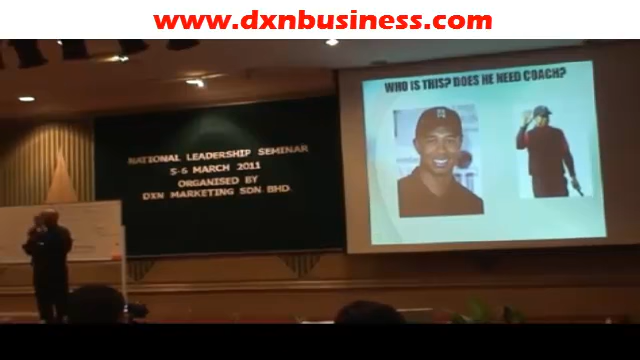 www.dxnbusiness.com
WHO IS THIS? DOES HE NEED COACH?
NATIONAL LEADERSHIP SEMINAR
5-6 MARCH 2011
ORGANISED BY
DXN MARKETING SDN. BHD.